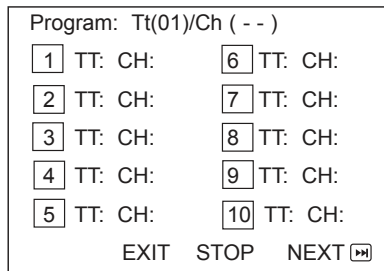 Program: Tt(01)/Ch ( - - )
1 TT: CH: 6 TT: CH:
2 TT: CH: 7 TT: CH:
3 TT: CH: 8 TT: CH:
4 TT: CH: 9 TT: CH:
5 TT: CH: 10 TT: CH:
EXIT STOP NEXT